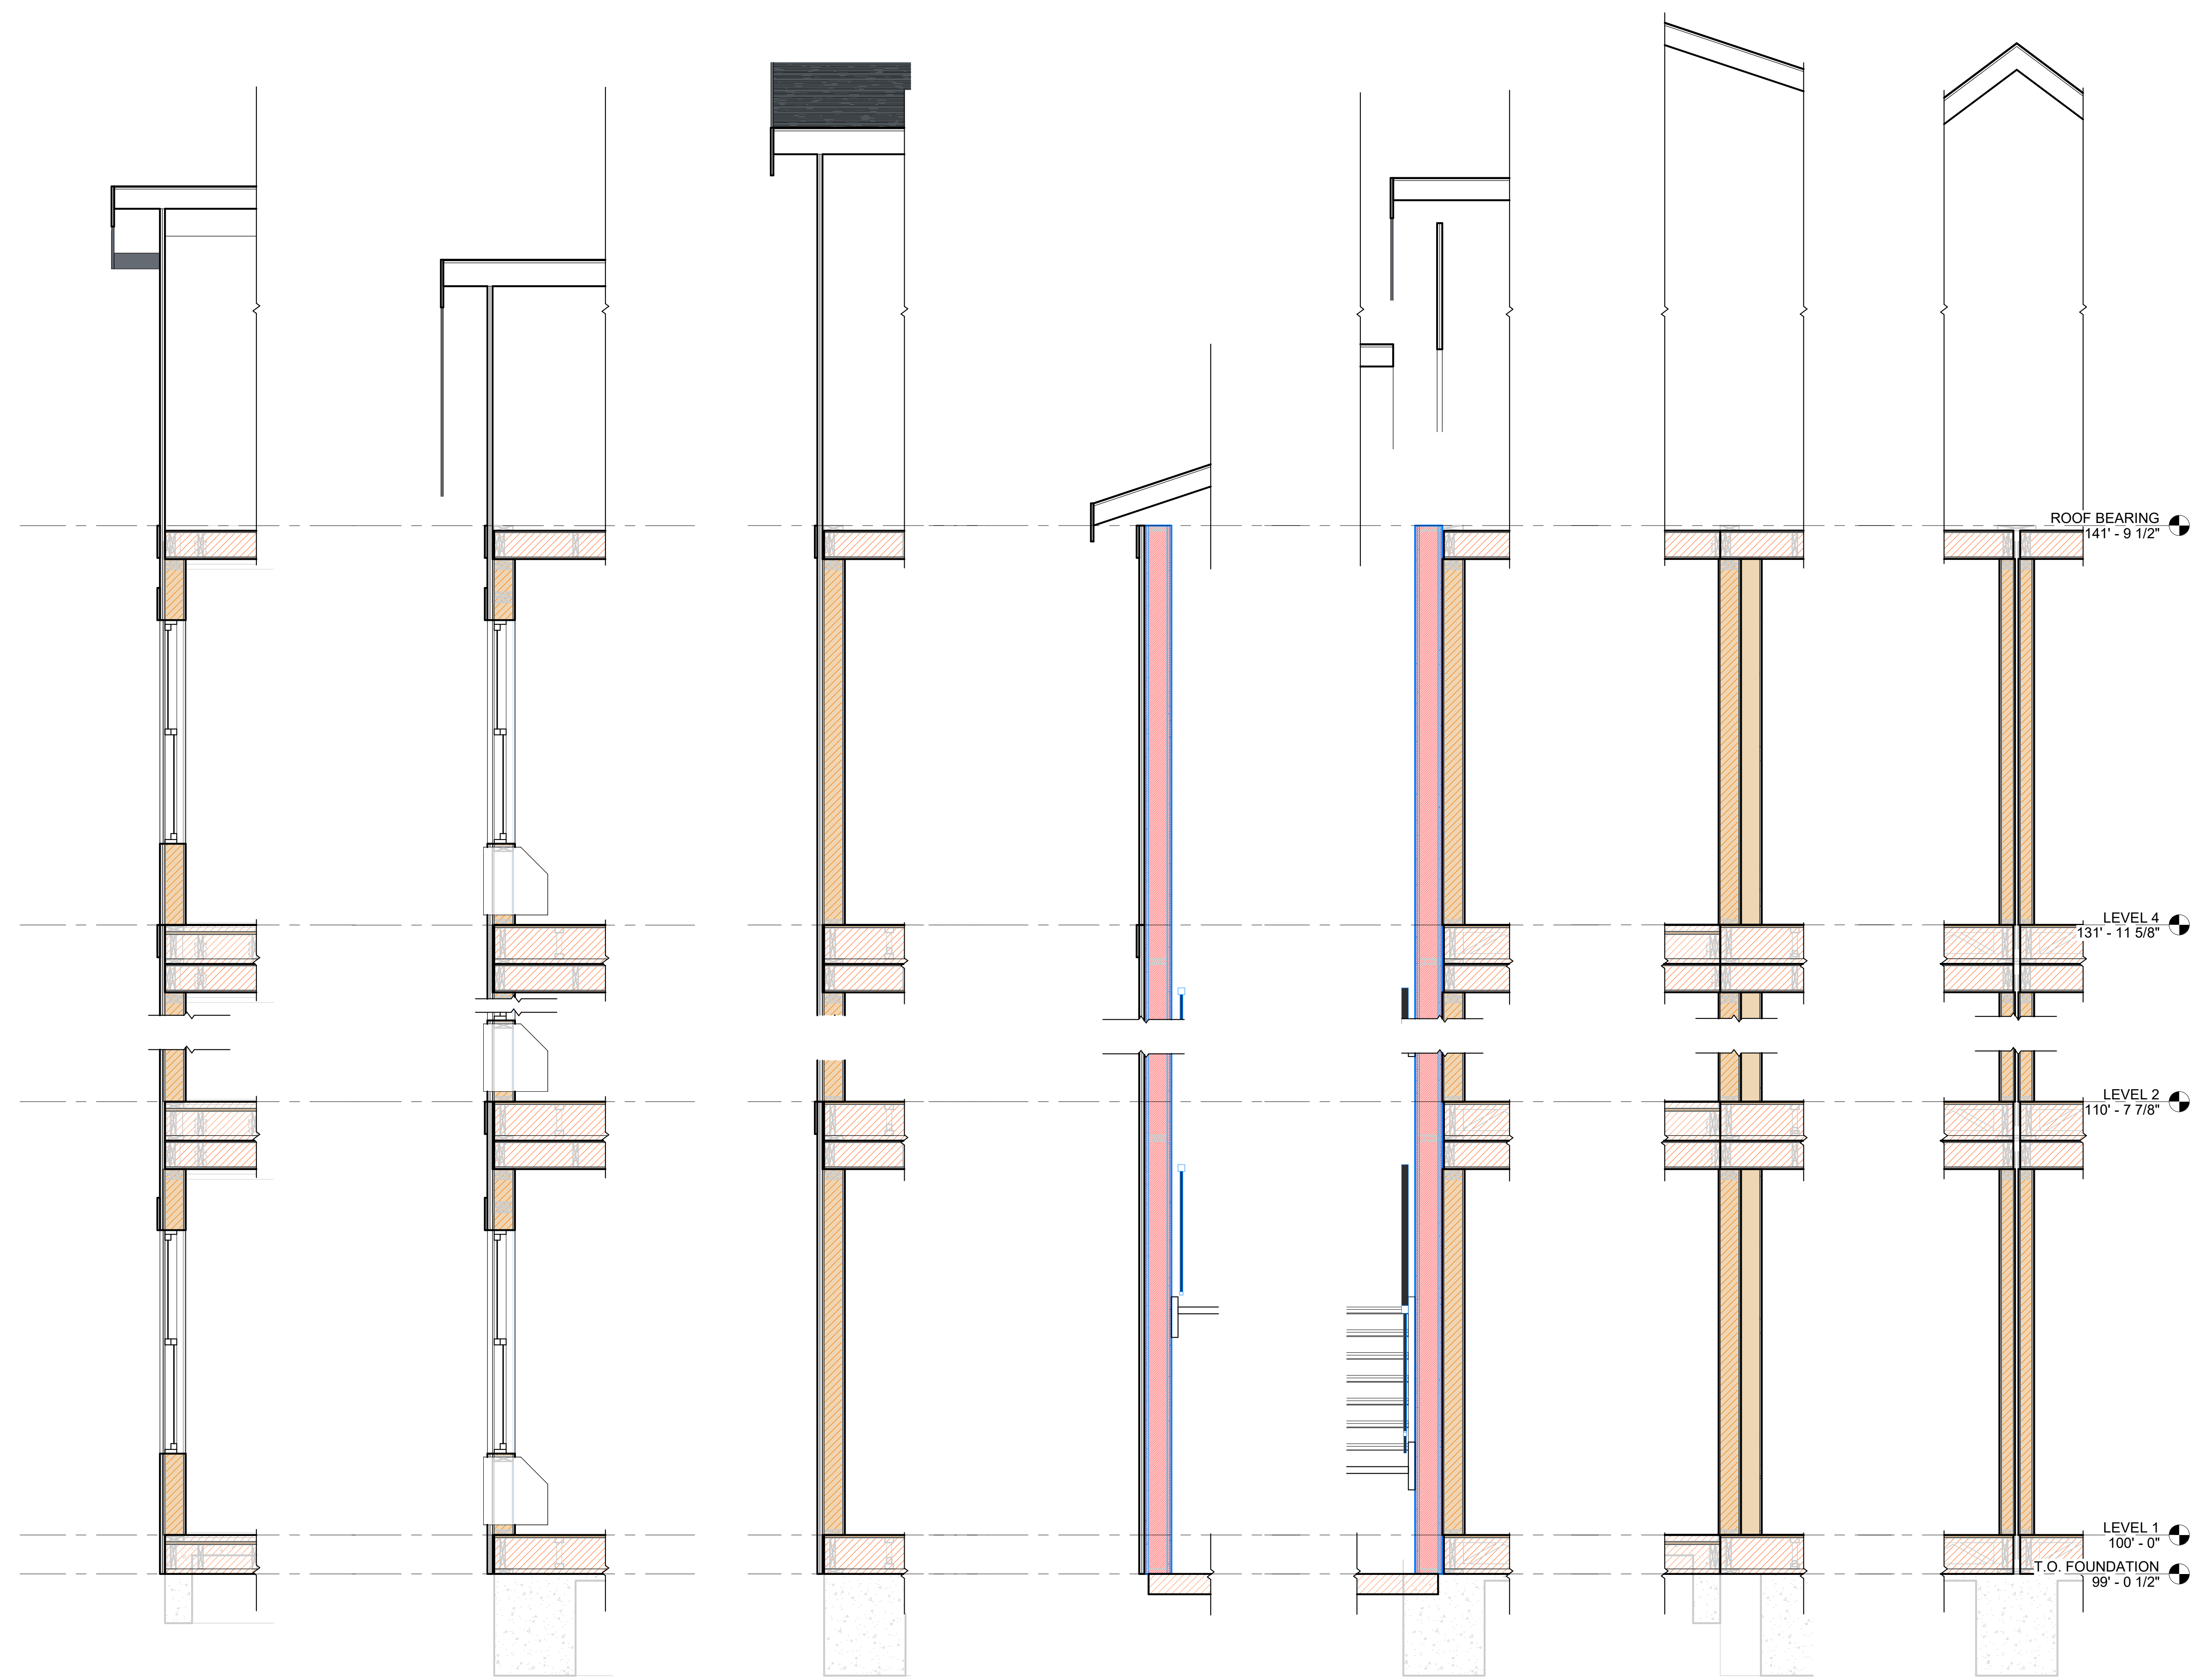 ROOF BEARING
141' - 9 1/2"
LEVEL 4
131' - 11 5/8"
LEVEL 2
110' - 7 7/8"
LEVEL 1
100' - 0"
T.O. FOUNDATION
99' - 0 1/2"